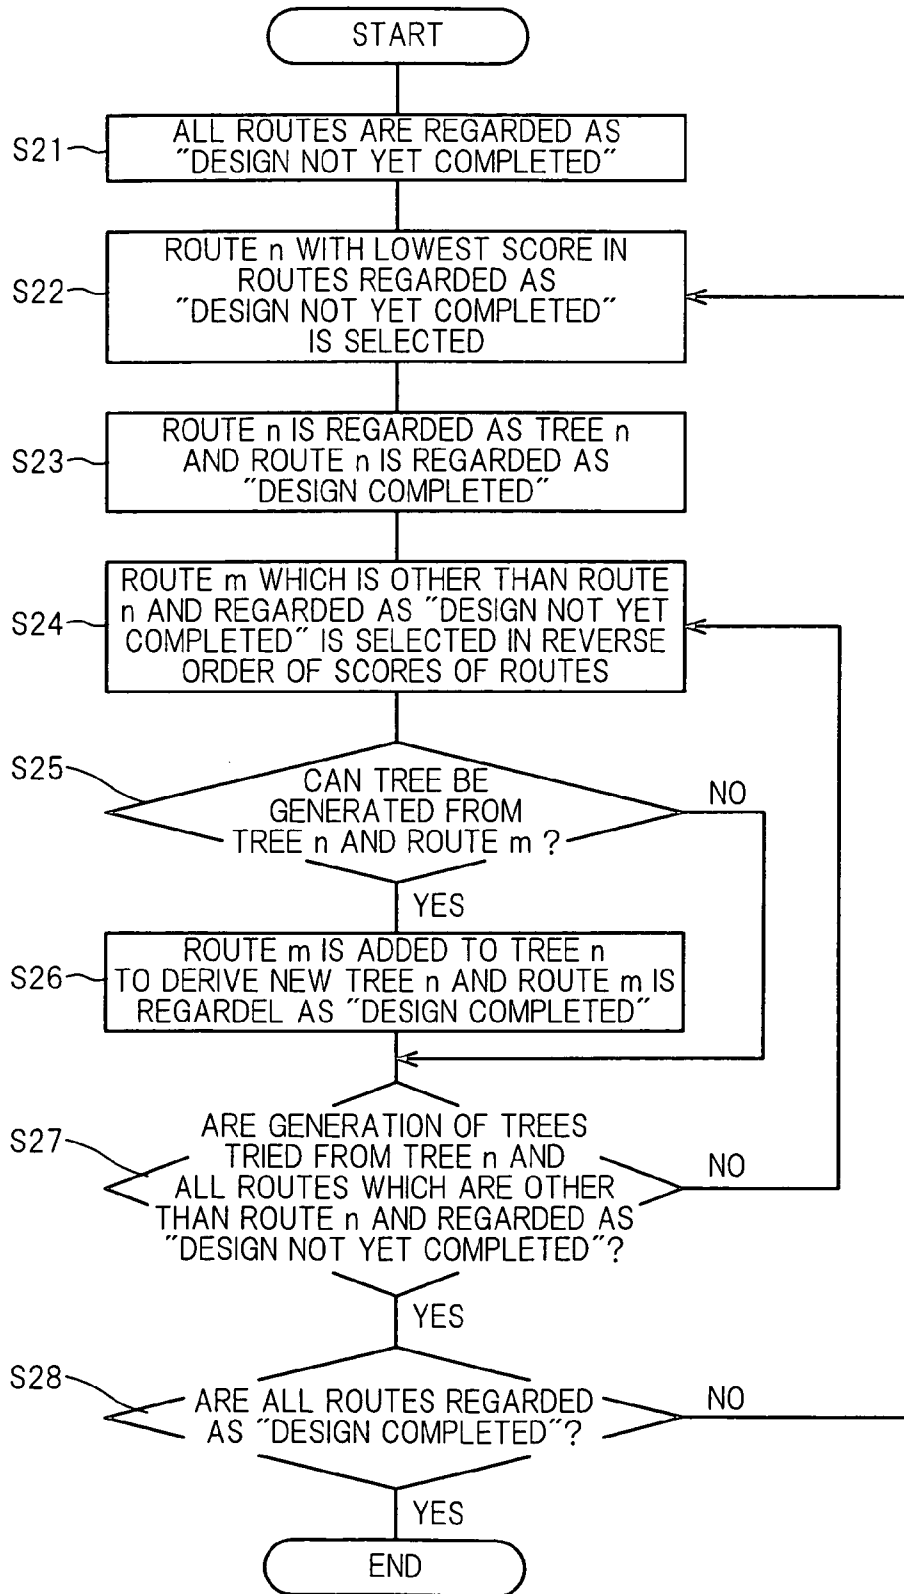 START
S21
ALL ROUTES ARE REGARDED AS
"DESIGN NOT YET COMPLETED"
S22
ROUTE n WITH LOWEST SCORE IN
ROUTES REGARDED AS
"DESIGN NOT YET COMPLETED"
IS SELECTED
S23
ROUTE n IS REGARDED AS TREE n
AND ROUTE n IS REGARDED AS
"DESIGN COMPLETED"
S24
ROUTE m WHICH IS OTHER THAN ROUTE
n AND REGARDED AS "DESIGN NOT YET
COMPLETED" IS SELECTED IN REVERSE
ORDER OF SCORES OF ROUTES
S25
CAN TREE BE
GENERATED FROM
TREE n AND ROUTE m ?
NO
YES
S26
ROUTE m IS ADDED TO TREE n
TO DERIVE NEW TREE n AND ROUTE m IS
REGARDEL AS "DESIGN COMPLETED"
S27
ARE GENERATION OF TREES
TRIED FROM TREE n AND
ALL ROUTES WHICH ARE OTHER
THAN ROUTE n AND REGARDED AS
"DESIGN NOT YET COMPLETED"?
NO
YES
S28
ARE ALL ROUTES REGARDED
AS "DESIGN COMPLETED"?
NO
YES
END